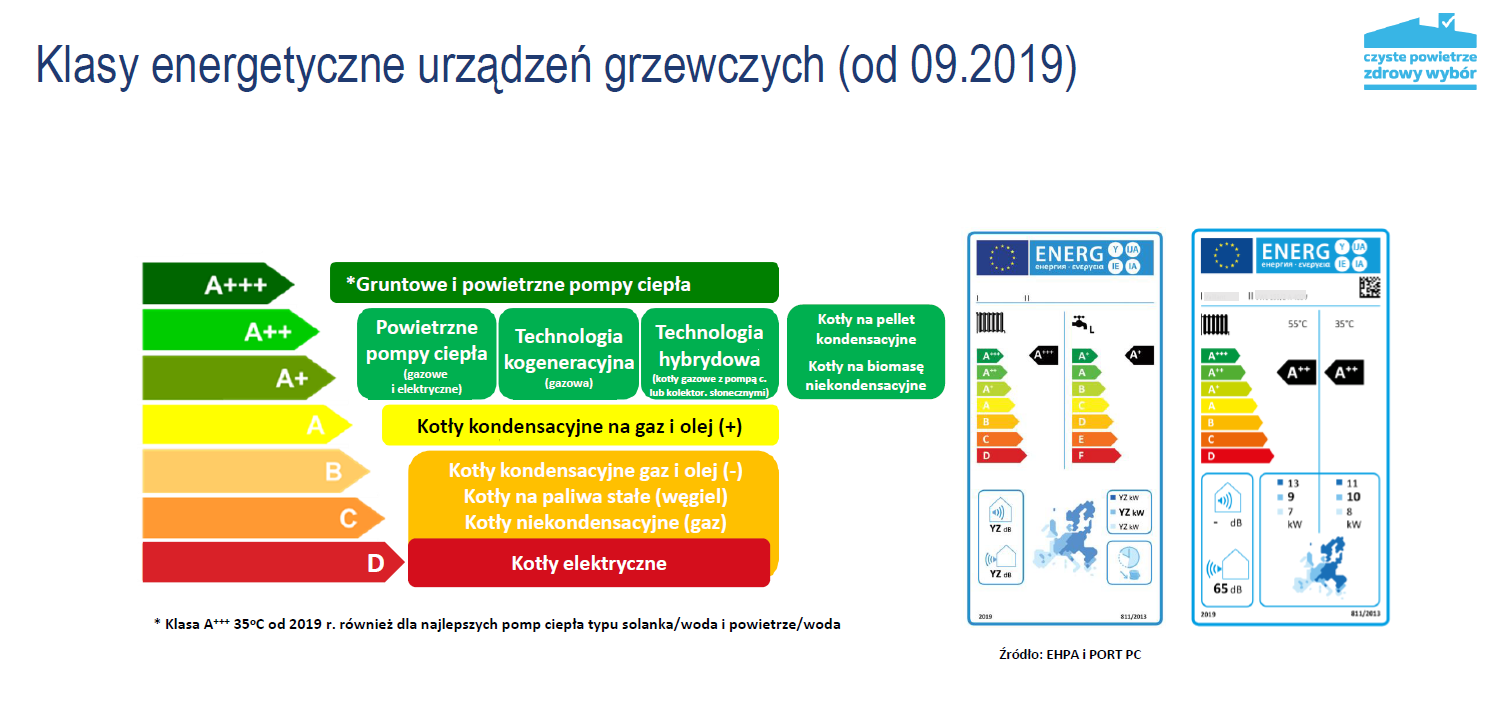 Klasy energetyczne urządzeń grzewczych (od 09.2019)
czyste powietrze
zdrowy wybór
A+++
*Gruntowe i powietrzne pompy ciepła
A++
A+
Powietrzne
pompy ciepła
(gazowe
i elektryczne)
Technologia
kogeneracyjna
(gazowa)
Technologia
hybrydowa
(kotły gazowe z pompą c.
lub kolektor. słonecznymi)
Kotły na pellet
kondensacyjne
Kotły na biomasę
niekondensacyjne
A
Kotły kondensacyjne na gaz i olej (+)
B
C
Kotły kondensacyjne gaz i olej (-)
Kotły na paliwa stałe (węgiel)
Kotły niekondensacyjne (gaz)
D
Kotły elektryczne
* Klasa A+++ 35ºC od 2019 r. również dla najlepszych pomp ciepła typu solanka/woda i powietrze/woda
ENERG
енергия · ενεργεια
Y
IJA
IE
IA
I
II
L
A+++
A++
A+
A
B
C
D
A+++
A+
A
B
C
D
E
F
A+
YZ dB
YZ dB
YZ kW
YZ kW
YZ kW
2019
811/2013
ENERG
енергия · ενεργεια
Y
IJA
IE
IA
I
II
55°C
35°C
A+++
A++
A+
A
B
C
D
A++
A++
- dB
65 dB
13
9
7
kW
11
10
8
kW
2019
811/2013
Źródło: EHPA i PORT PC